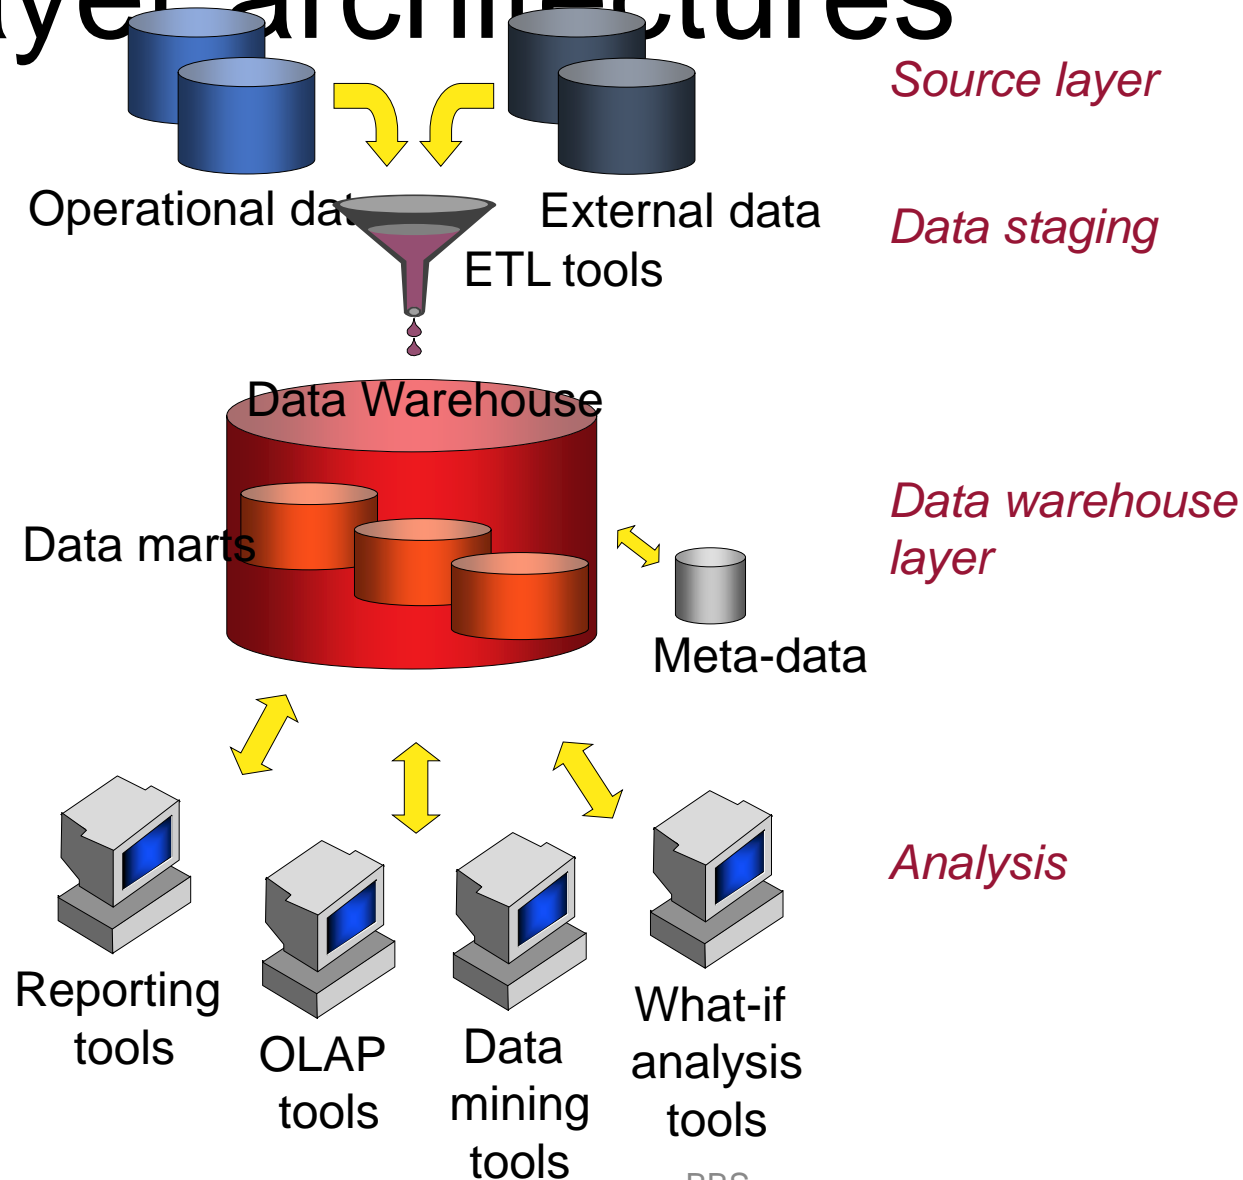 architectures
Source layer
Operational data
External data
Data staging
ETL tools
Data Warehouse
Data warehouse
layer
Data marts
Meta-data
Analysis
Reporting
tools
OLAP
tools
Data
mining
tools
What-if
analysis
tools